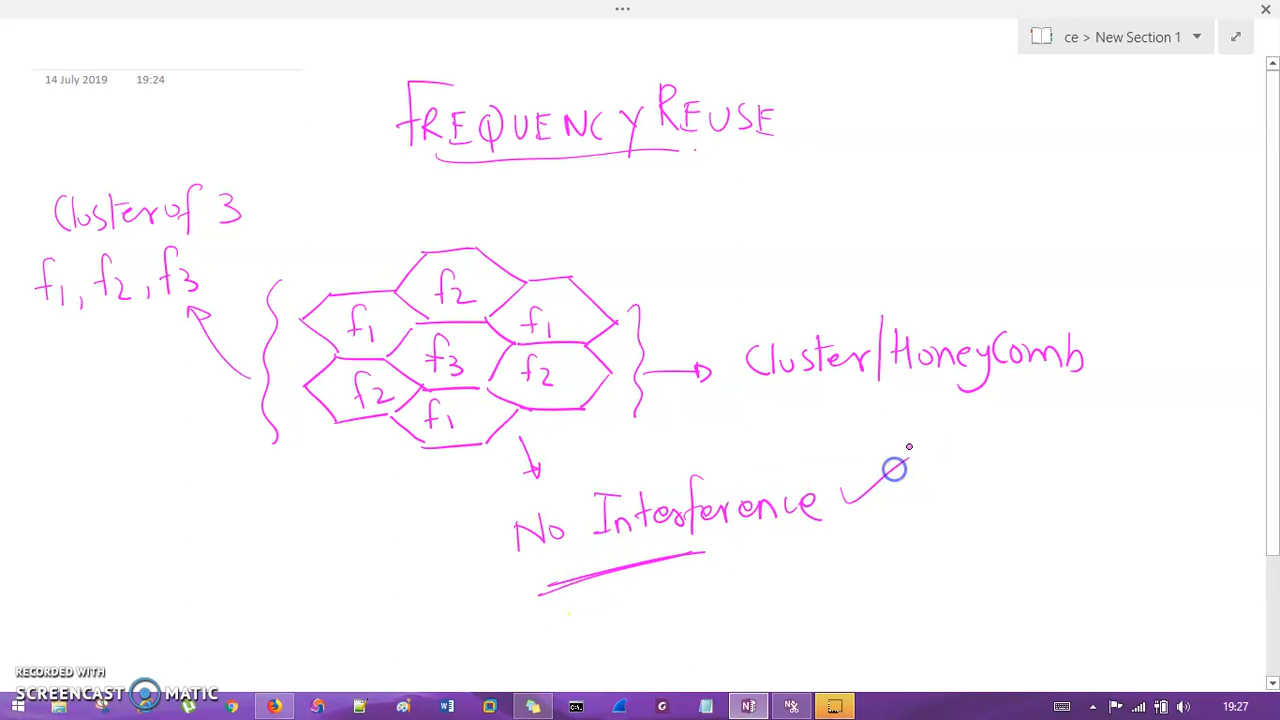 ce > New Section 1
14 July 2019 19:24
FREQUENCY REUSE
Cluster of 3
f1, f2, f3
f2
f1
f1
f3
f2
f2
f1
Cluster/HoneyComb
No Interference
RECORDED WITH
SCREENCAST MATIC
19:27